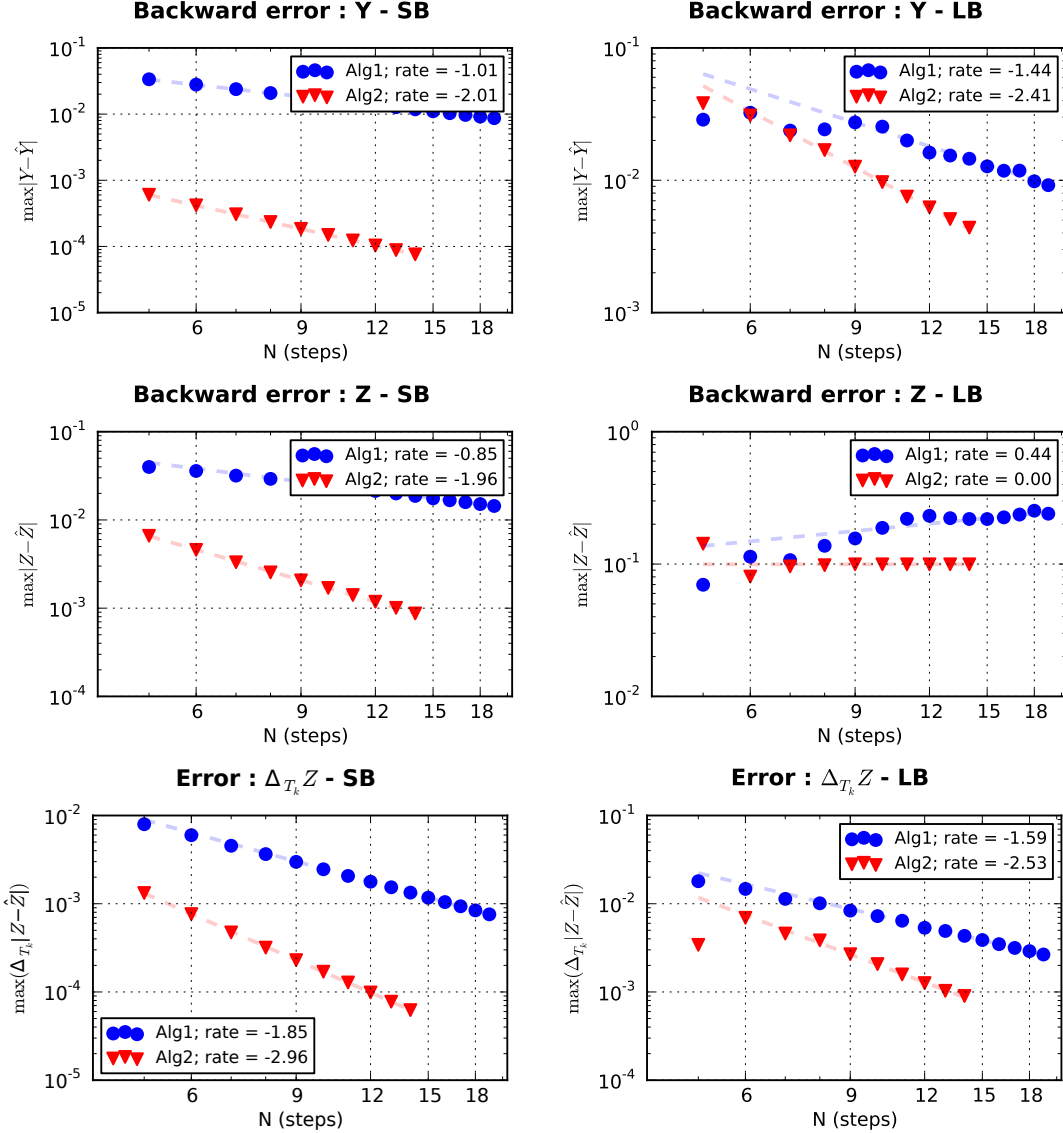 Backward error : Y - SB
10⁻¹
10⁻²
10⁻³
10⁻⁴
10⁻⁵
max|Y−Ŷ|
Alg1; rate = -1.01
Alg2; rate = -2.01
6 9 12 15 18
N (steps)
Backward error : Y - LB
10⁻¹
10⁻²
10⁻³
max|Y−Ŷ|
Alg1; rate = -1.44
Alg2; rate = -2.41
6 9 12 15 18
N (steps)
Backward error : Z - SB
10⁻¹
10⁻²
10⁻³
10⁻⁴
max|Z−Ẑ|
Alg1; rate = -0.85
Alg2; rate = -1.96
6 9 12 15 18
N (steps)
Backward error : Z - LB
10⁰
10⁻¹
10⁻²
max|Z−Ẑ|
Alg1; rate = 0.44
Alg2; rate = 0.00
6 9 12 15 18
N (steps)
Error : Δ_{T_k} Z - SB
10⁻²
10⁻³
10⁻⁴
10⁻⁵
max(Δ_{T_k}|Z−Ẑ|)
Alg1; rate = -1.85
Alg2; rate = -2.96
6 9 12 15 18
N (steps)
Error : Δ_{T_k} Z - LB
10⁻¹
10⁻²
10⁻³
10⁻⁴
max(Δ_{T_k}|Z−Ẑ|)
Alg1; rate = -1.59
Alg2; rate = -2.53
6 9 12 15 18
N (steps)